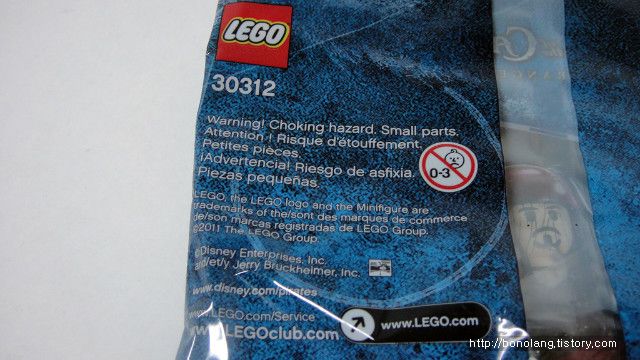 LEGO
30312
Warning! Choking hazard. Small parts.
Attention ! Risque d'étouffement.
Petites pièces.
¡Advertencia! Riesgo de asfixia.
Piezas pequeñas.
0-3
LEGO, the LEGO logo and the Minifigure are
trademarks of the/sont des marques de commerce
de/son marcas registradas de LEGO Group.
©2011 The LEGO Group.
©Disney Enterprises, Inc.
and/et/y Jerry Bruckheimer, Inc.
www.disney.com/pirates
LEGO.com/Service
www.LEGOclub.com
www.LEGO.com
http://bonolang.tistory.com